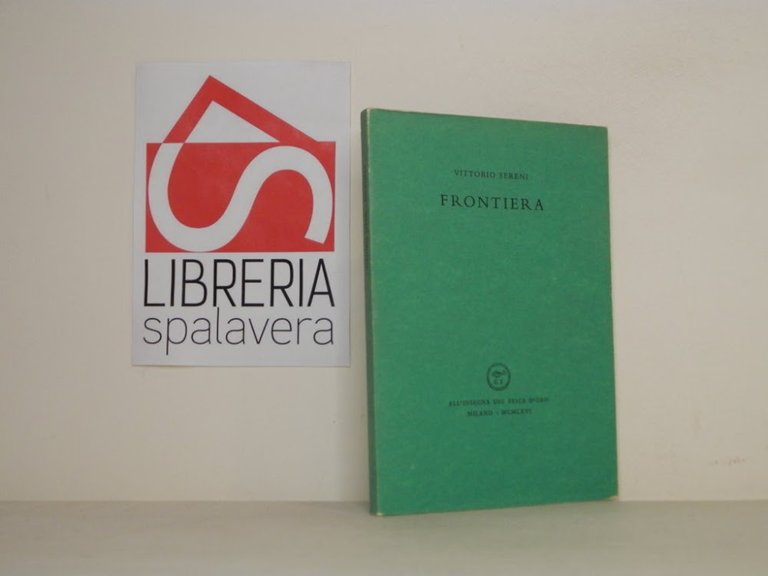 LIBRERIA
spalavera
VITTORIO SERENI
FRONTIERA
ALL'INSEGNA DEL PESCE D'ORO
MILANO - MCMLXVI